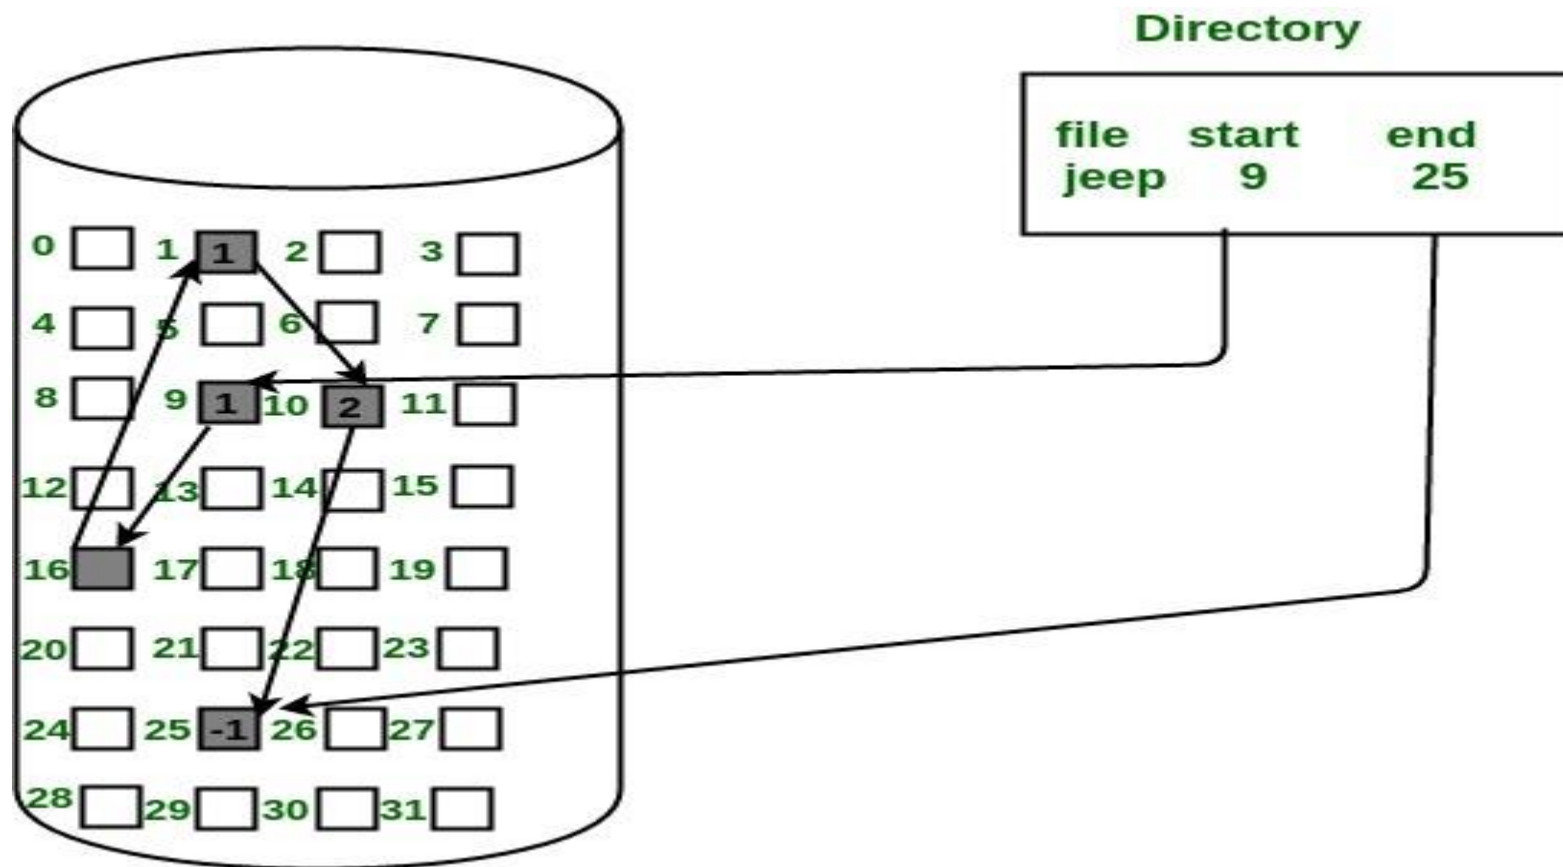 Directory
file start end
jeep 9 25
0 1 1 2 3
4 5 6 7
8 9 1 10 2 11
12 13 14 15
16 17 18 19
20 21 22 23
24 25 -1 26 27
28 29 30 31